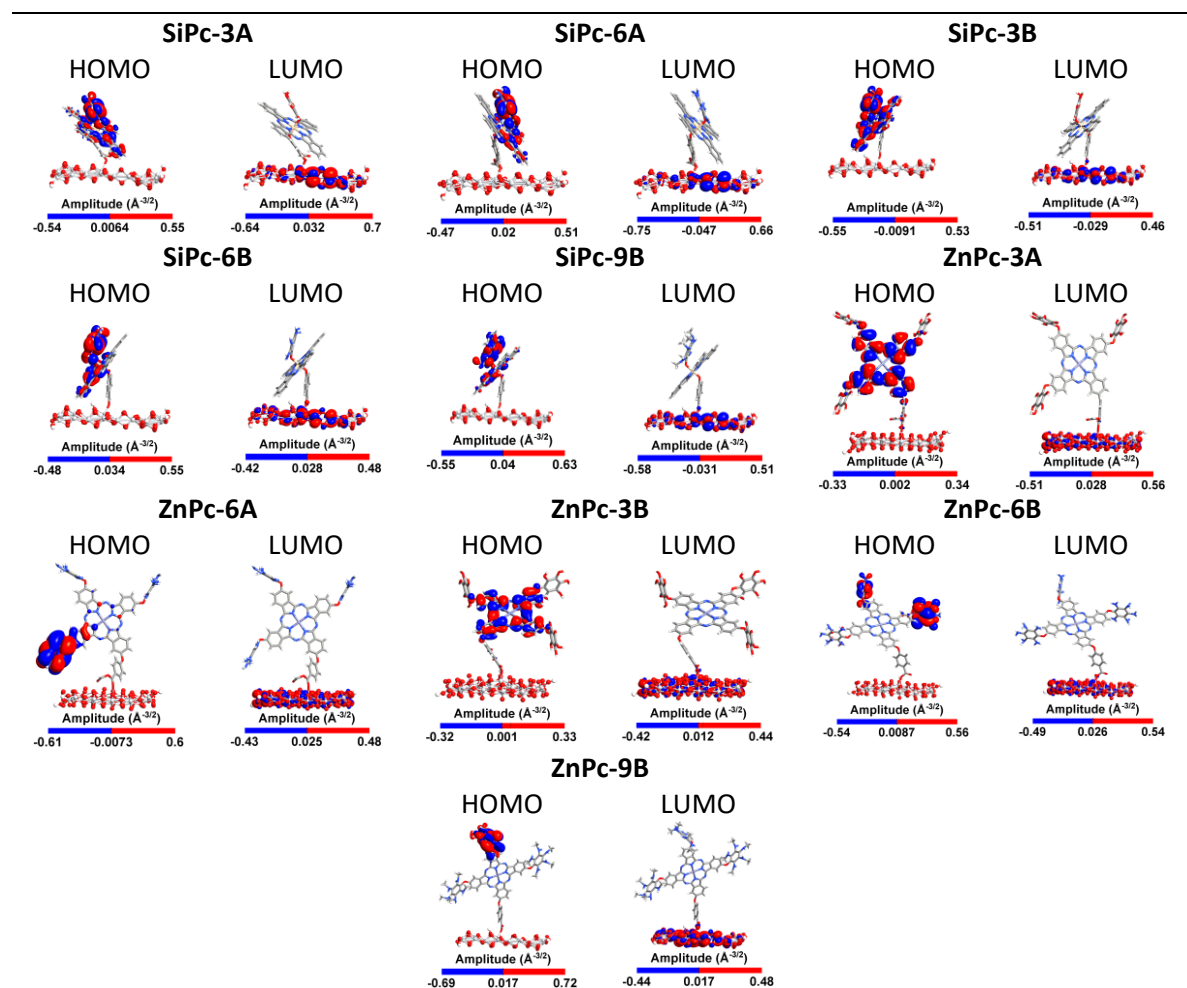 SiPc-3A SiPc-6A SiPc-3B
HOMO LUMO HOMO LUMO HOMO LUMO
Amplitude (Å-3/2) Amplitude (Å-3/2) Amplitude (Å-3/2) Amplitude (Å-3/2) Amplitude (Å-3/2) Amplitude (Å-3/2)
-0.54 0.0064 0.55 -0.64 0.032 0.7 -0.47 0.02 0.51 -0.75 -0.047 0.66 -0.55 -0.0091 0.53 -0.51 -0.029 0.46
SiPc-6B SiPc-9B ZnPc-3A
HOMO LUMO HOMO LUMO HOMO LUMO
Amplitude (Å-3/2) Amplitude (Å-3/2) Amplitude (Å-3/2) Amplitude (Å-3/2) Amplitude (Å-3/2) Amplitude (Å-3/2)
-0.48 0.034 0.55 -0.42 0.028 0.48 -0.55 0.04 0.63 -0.58 -0.031 0.51 -0.33 0.002 0.34 -0.51 0.028 0.56
ZnPc-6A ZnPc-3B ZnPc-6B
HOMO LUMO HOMO LUMO HOMO LUMO
Amplitude (Å-3/2) Amplitude (Å-3/2) Amplitude (Å-3/2) Amplitude (Å-3/2) Amplitude (Å-3/2) Amplitude (Å-3/2)
-0.61 -0.0073 0.6 -0.43 0.025 0.48 -0.32 0.001 0.33 -0.42 0.012 0.44 -0.54 0.0087 0.56 -0.49 0.026 0.54
ZnPc-9B
HOMO LUMO
Amplitude (Å-3/2) Amplitude (Å-3/2)
-0.69 0.017 0.72 -0.44 0.017 0.48